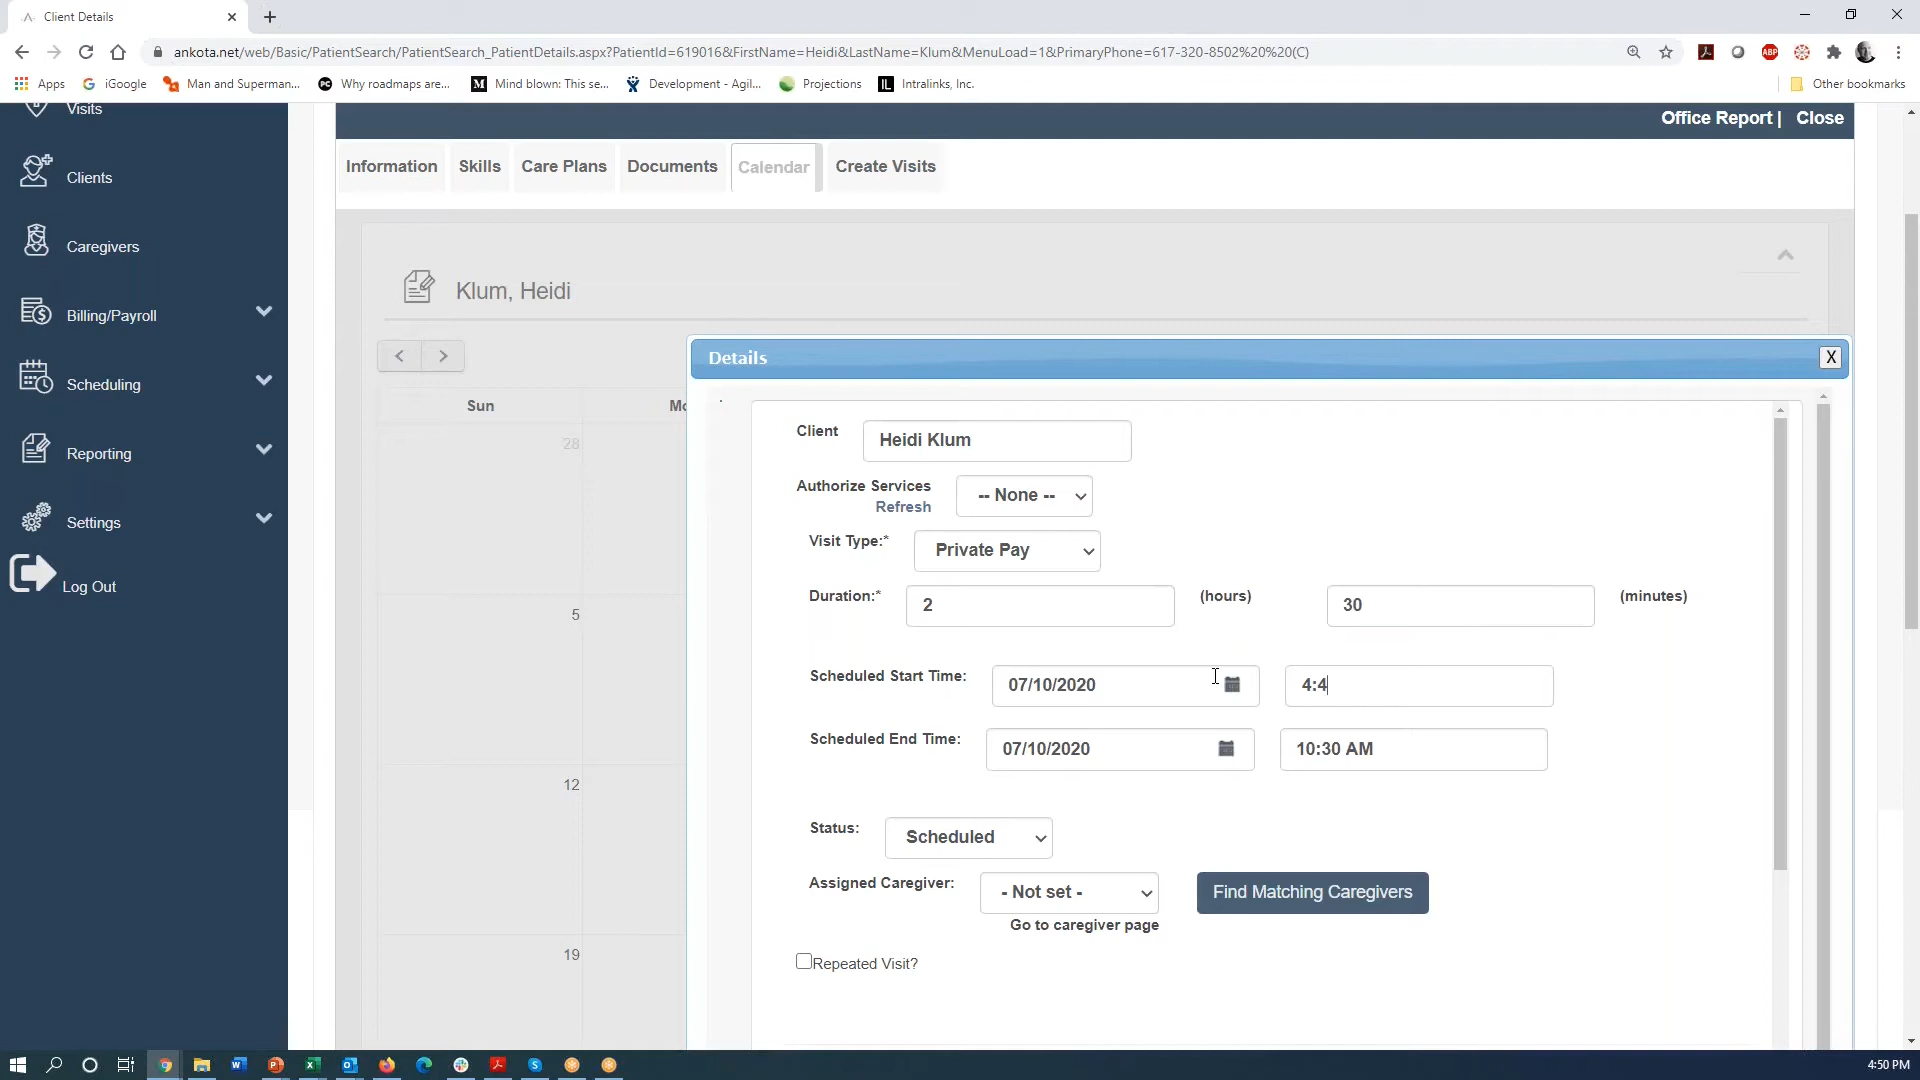 Client Details
ankota.net/web/Basic/PatientSearch/PatientSearch_PatientDetails.aspx?PatientId=619016&FirstName=Heidi&LastName=Klum&MenuLoad=1&PrimaryPhone=617-320-8502%20%20(C)
Apps iGoogle Man and Superman... Why roadmaps are... Mind blown: This se... Development - Agil... Projections Intralinks, Inc. Other bookmarks
Visits
Clients
Caregivers
Billing/Payroll
Scheduling
Reporting
Settings
Log Out
Office Report | Close
Information Skills Care Plans Documents Calendar Create Visits
Klum, Heidi
< >
Sun Mo
28
5
12
19
Details X
Client Heidi Klum
Authorize Services -- None --
Refresh
Visit Type:* Private Pay
Duration:* 2 (hours) 30 (minutes)
Scheduled Start Time: 07/10/2020 4:4
Scheduled End Time: 07/10/2020 10:30 AM
Status: Scheduled
Assigned Caregiver: - Not set - Find Matching Caregivers
Go to caregiver page
Repeated Visit?
4:50 PM